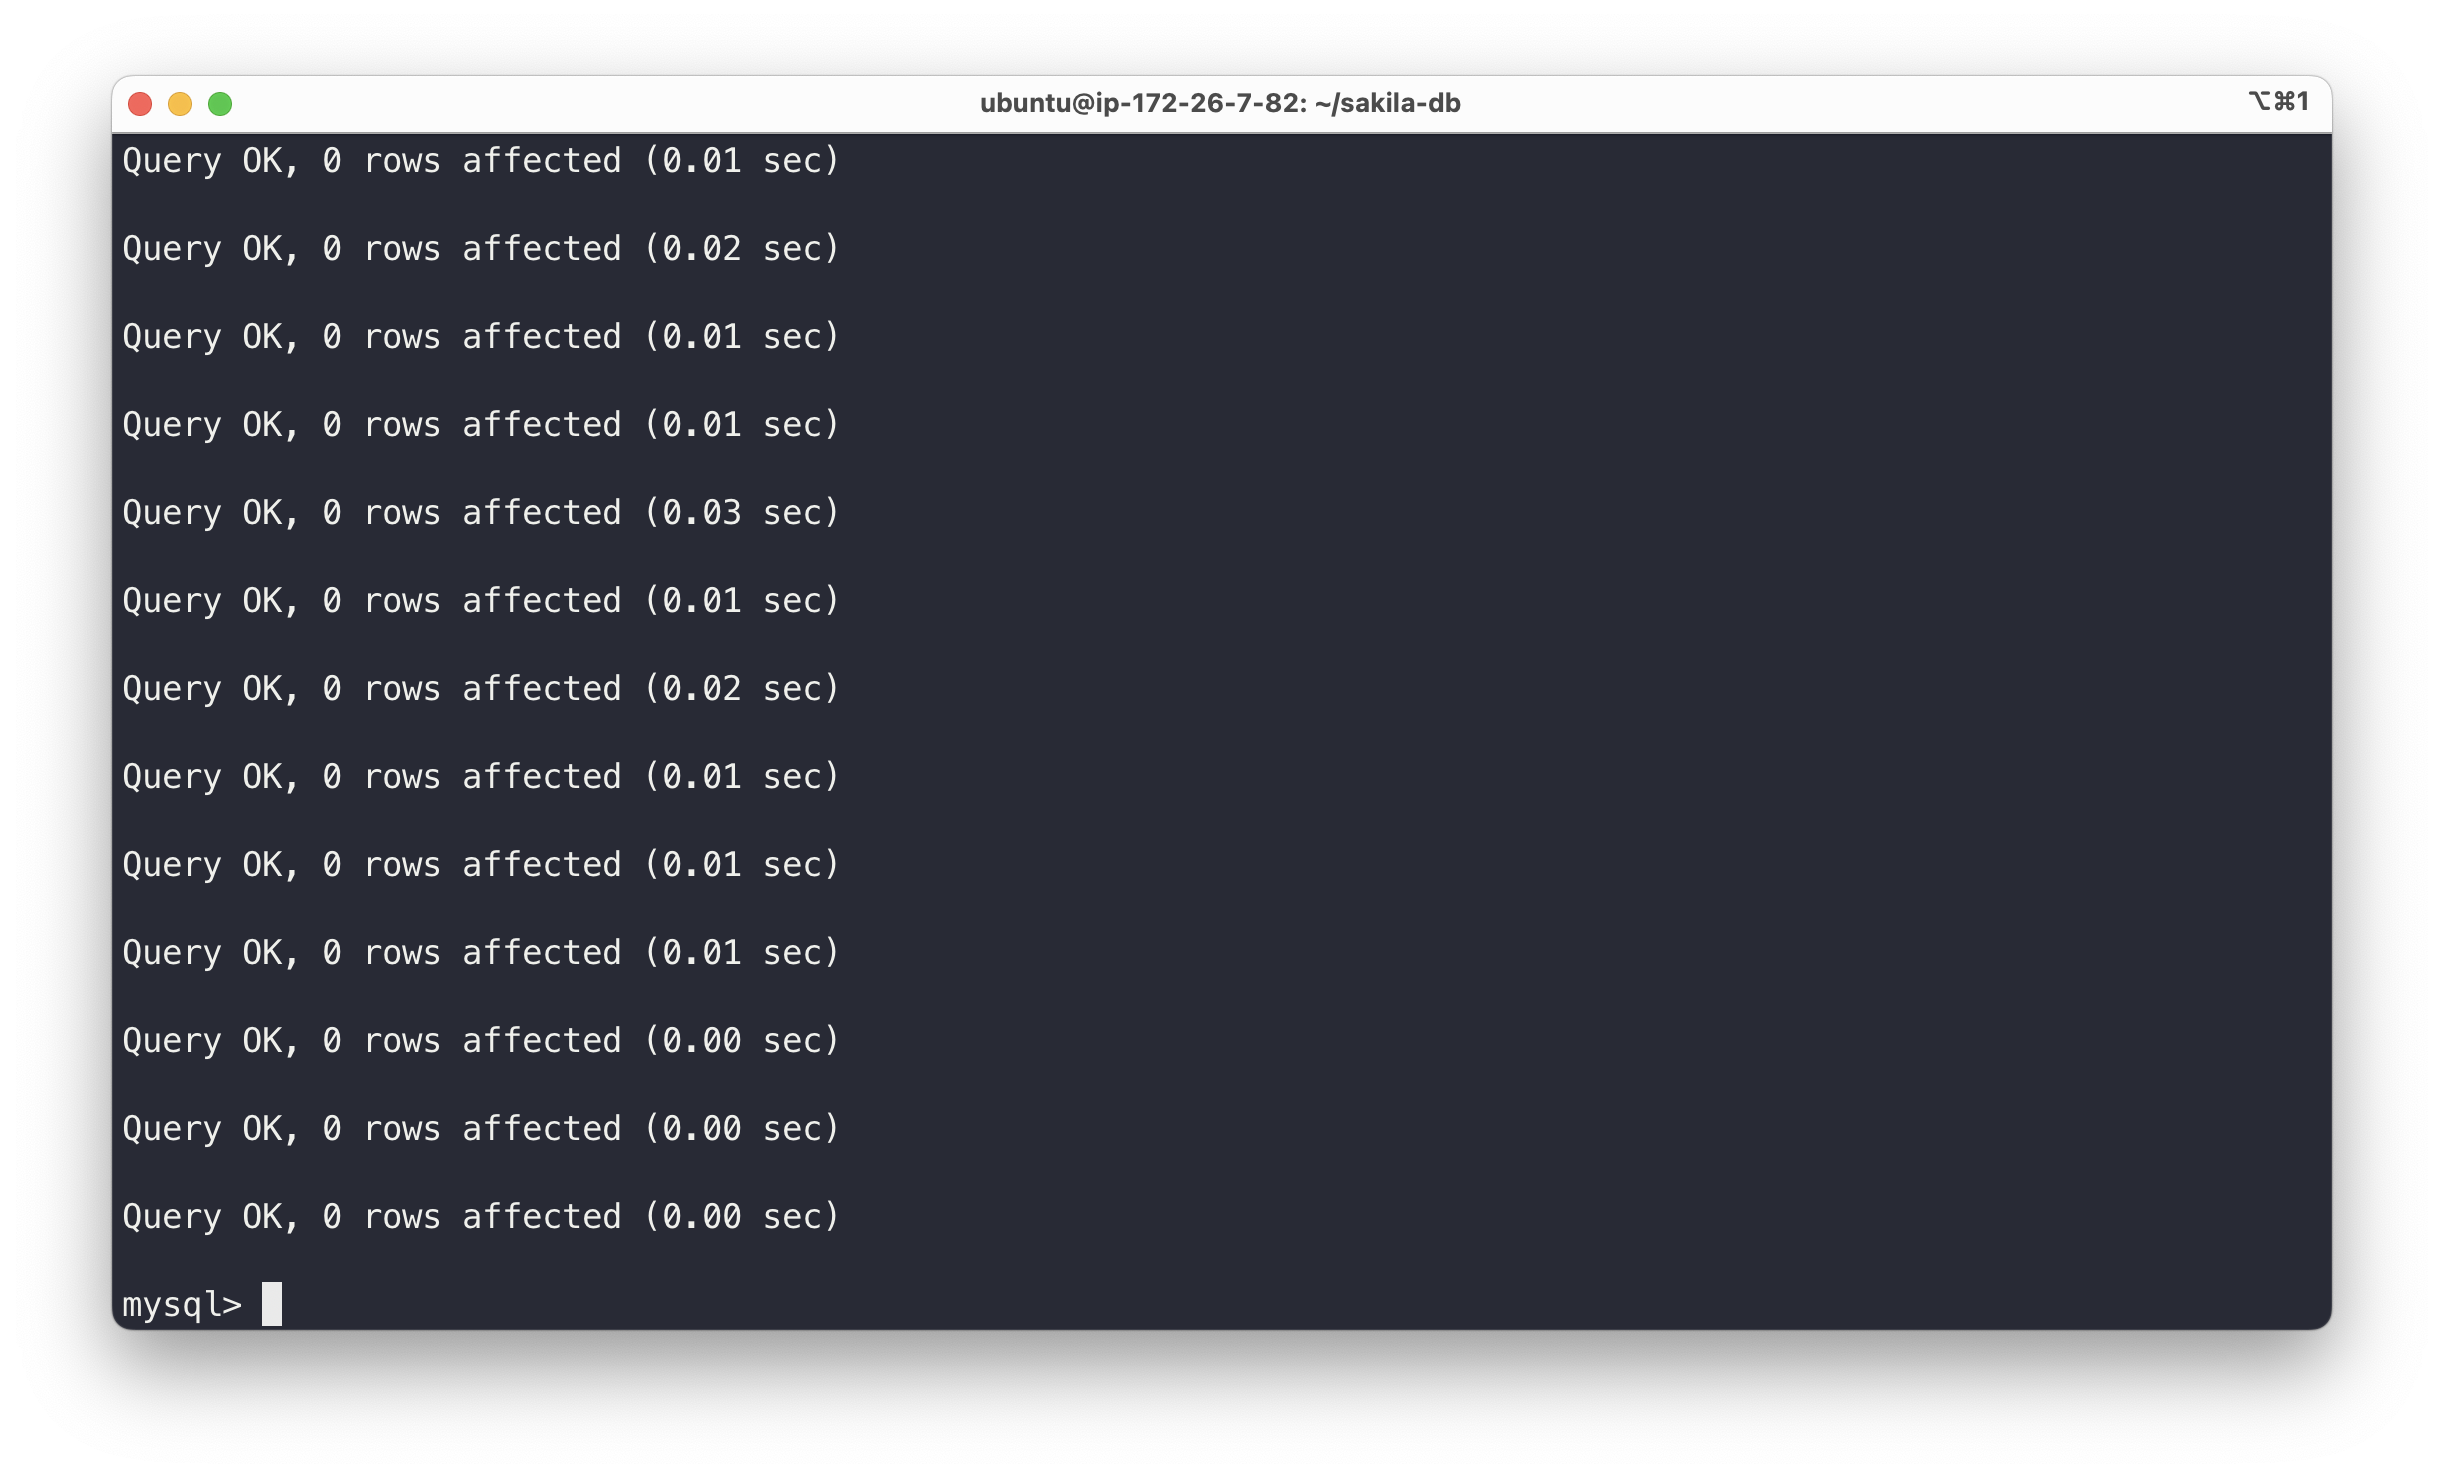 ubuntu@ip-172-26-7-82: ~/sakila-db
⌥⌘1
Query OK, 0 rows affected (0.01 sec)
Query OK, 0 rows affected (0.02 sec)
Query OK, 0 rows affected (0.01 sec)
Query OK, 0 rows affected (0.01 sec)
Query OK, 0 rows affected (0.03 sec)
Query OK, 0 rows affected (0.01 sec)
Query OK, 0 rows affected (0.02 sec)
Query OK, 0 rows affected (0.01 sec)
Query OK, 0 rows affected (0.01 sec)
Query OK, 0 rows affected (0.01 sec)
Query OK, 0 rows affected (0.00 sec)
Query OK, 0 rows affected (0.00 sec)
Query OK, 0 rows affected (0.00 sec)
mysql>